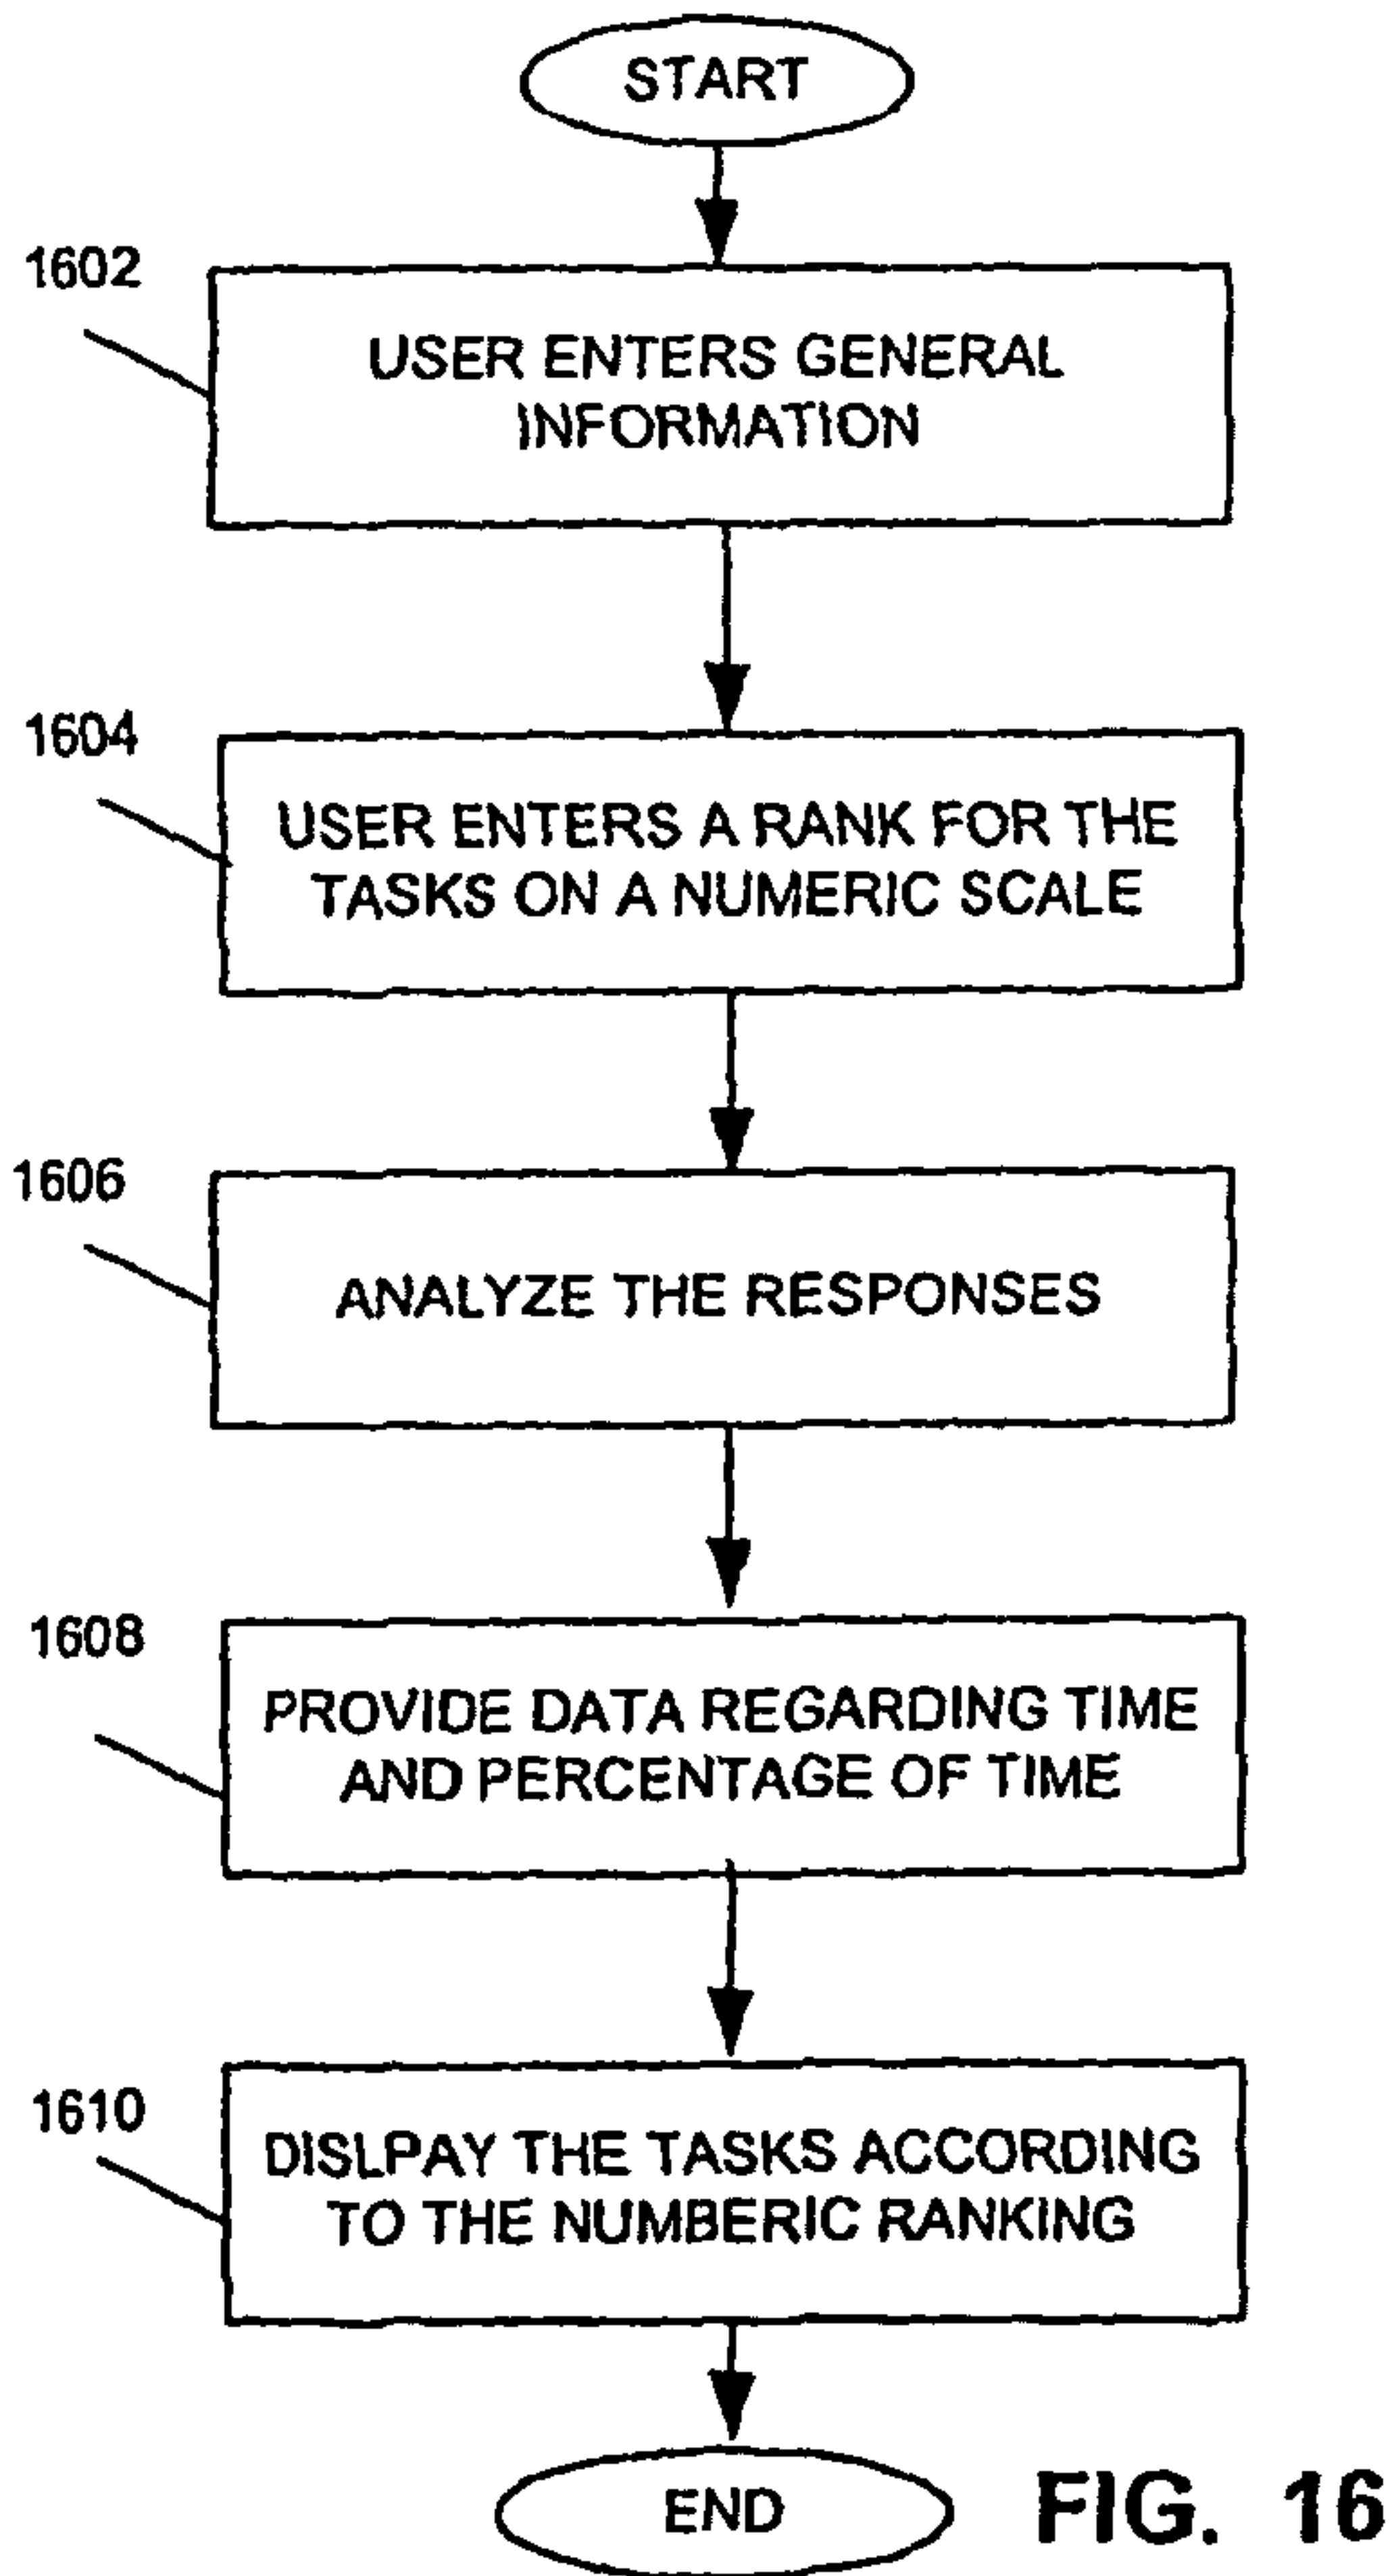 START
1602
USER ENTERS GENERAL
INFORMATION
1604
USER ENTERS A RANK FOR THE
TASKS ON A NUMERIC SCALE
1606
ANALYZE THE RESPONSES
1608
PROVIDE DATA REGARDING TIME
AND PERCENTAGE OF TIME
1610
DISLPAY THE TASKS ACCORDING
TO THE NUMBERIC RANKING
END
FIG. 16